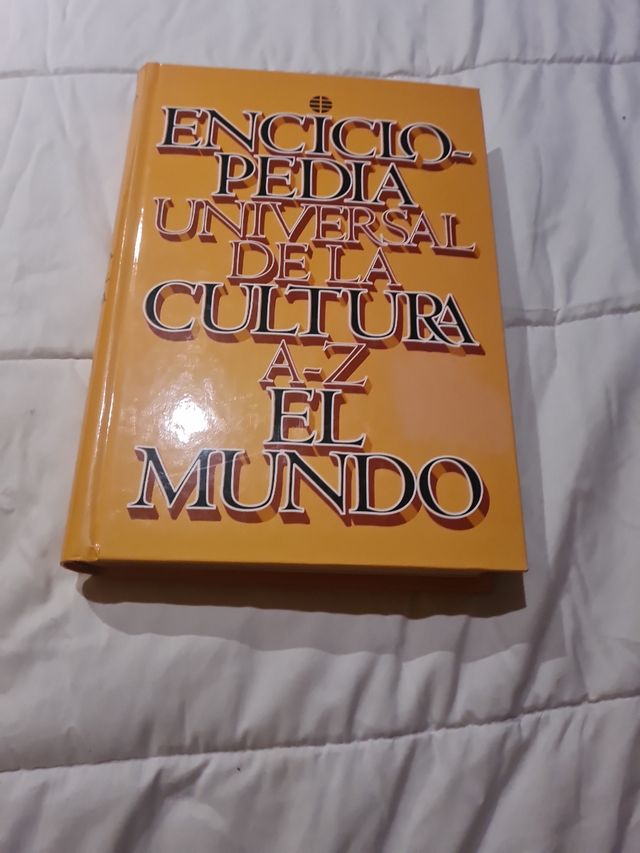 ENCICLO-
PEDIA
UNIVERSAL
DE LA
CULTURA
A-Z
EL
MUNDO